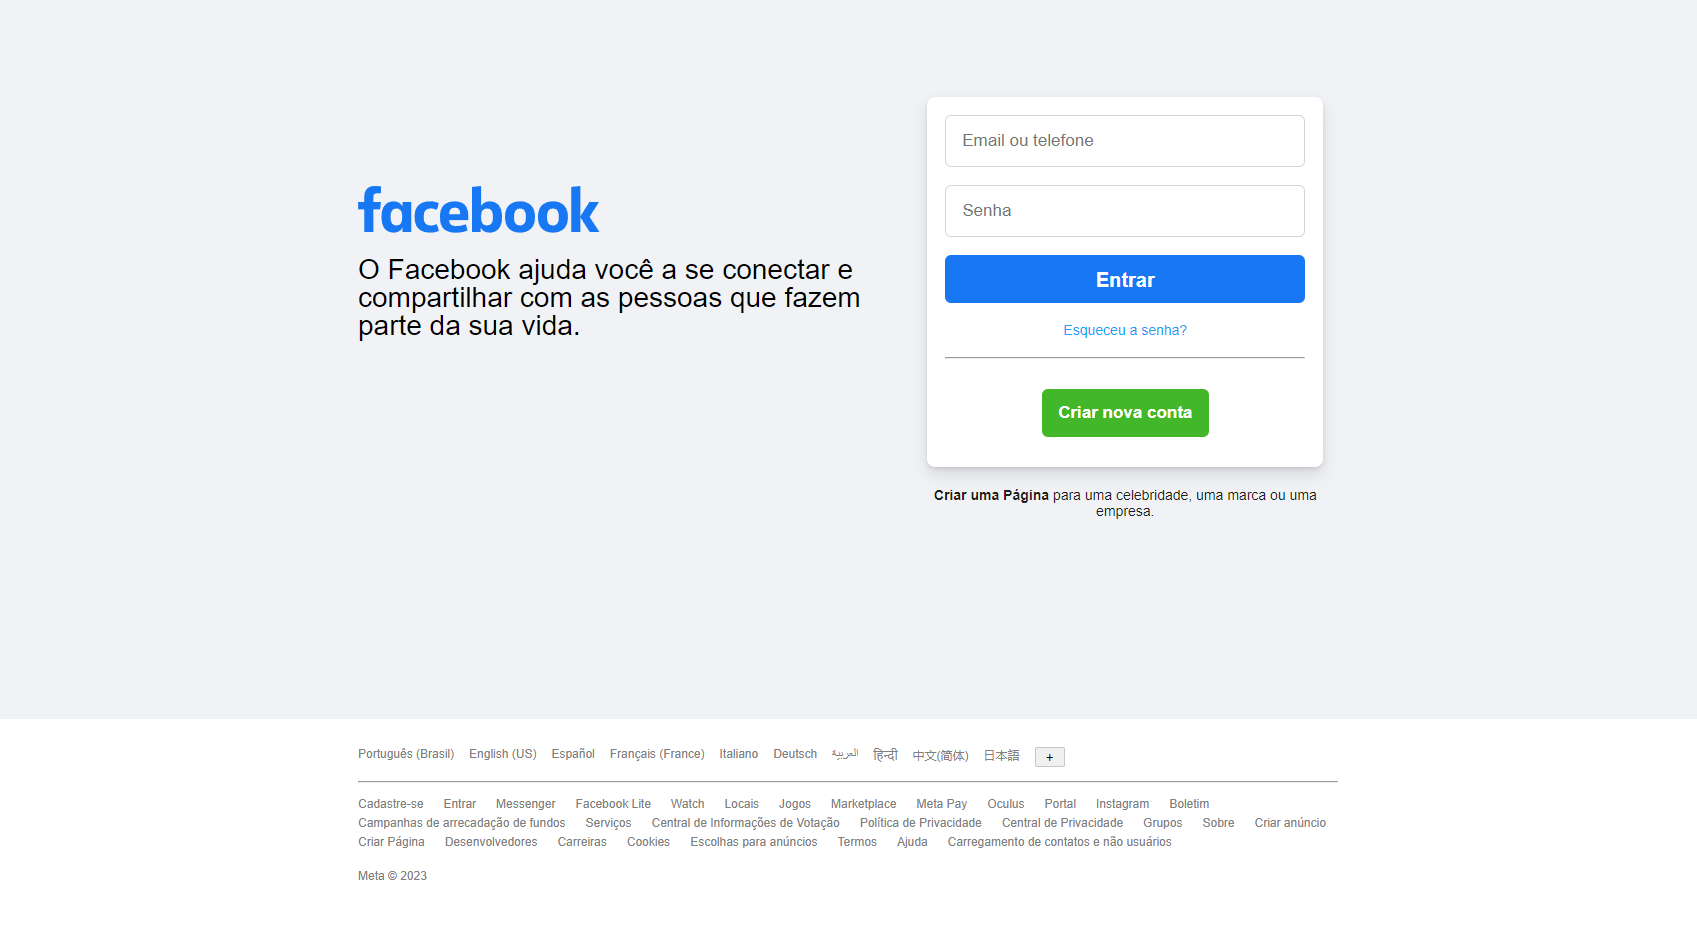 facebook
O Facebook ajuda você a se conectar e
compartilhar com as pessoas que fazem
parte da sua vida.
Email ou telefone
Senha
Entrar
Esqueceu a senha?
Criar nova conta
Criar uma Página para uma celebridade, uma marca ou uma
empresa.
Português (Brasil) English (US) Español Français (France) Italiano Deutsch العربية हिन्दी 中文(简体) 日本語 +
Cadastre-se Entrar Messenger Facebook Lite Watch Locais Jogos Marketplace Meta Pay Oculus Portal Instagram Boletim
Campanhas de arrecadação de fundos Serviços Central de Informações de Votação Política de Privacidade Central de Privacidade Grupos Sobre Criar anúncio
Criar Página Desenvolvedores Carreiras Cookies Escolhas para anúncios Termos Ajuda Carregamento de contatos e não usuários
Meta © 2023